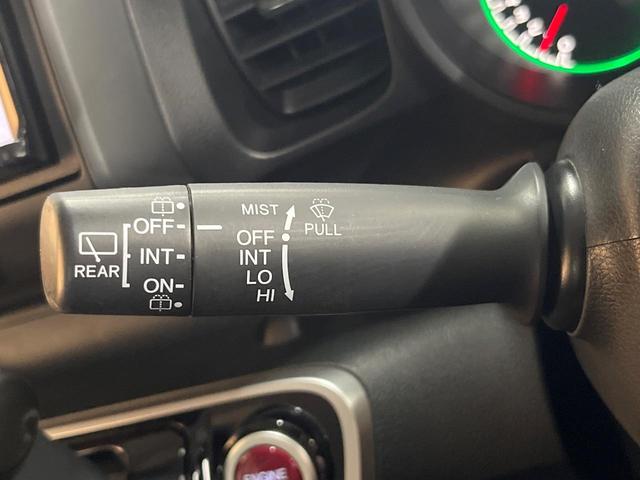 OFF
INT
ON
REAR
MIST
OFF
INT
LO
HI
PULL
ENGINE